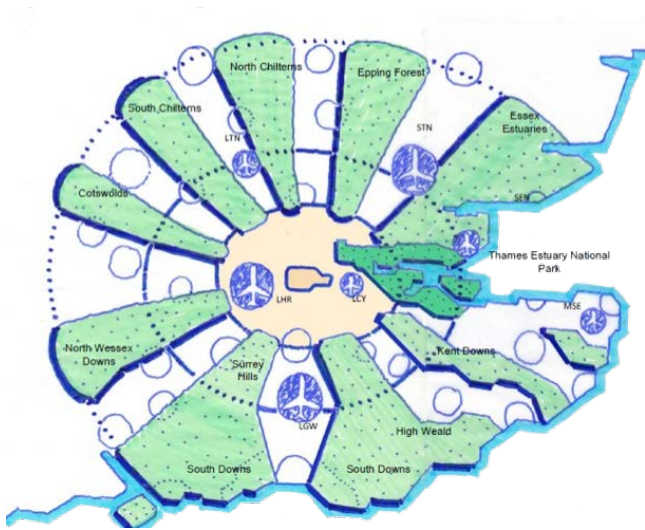 North Chilterns
Epping Forest
South Chilterns
Essex
Estuaries
LTN
STN
Cotswolds
SEN
Thames Estuary National
Park
LHR
LCY
MSE
North Wessex
Downs
Surrey
Hills
Kent Downs
LGW
High Weald
South Downs
South Downs